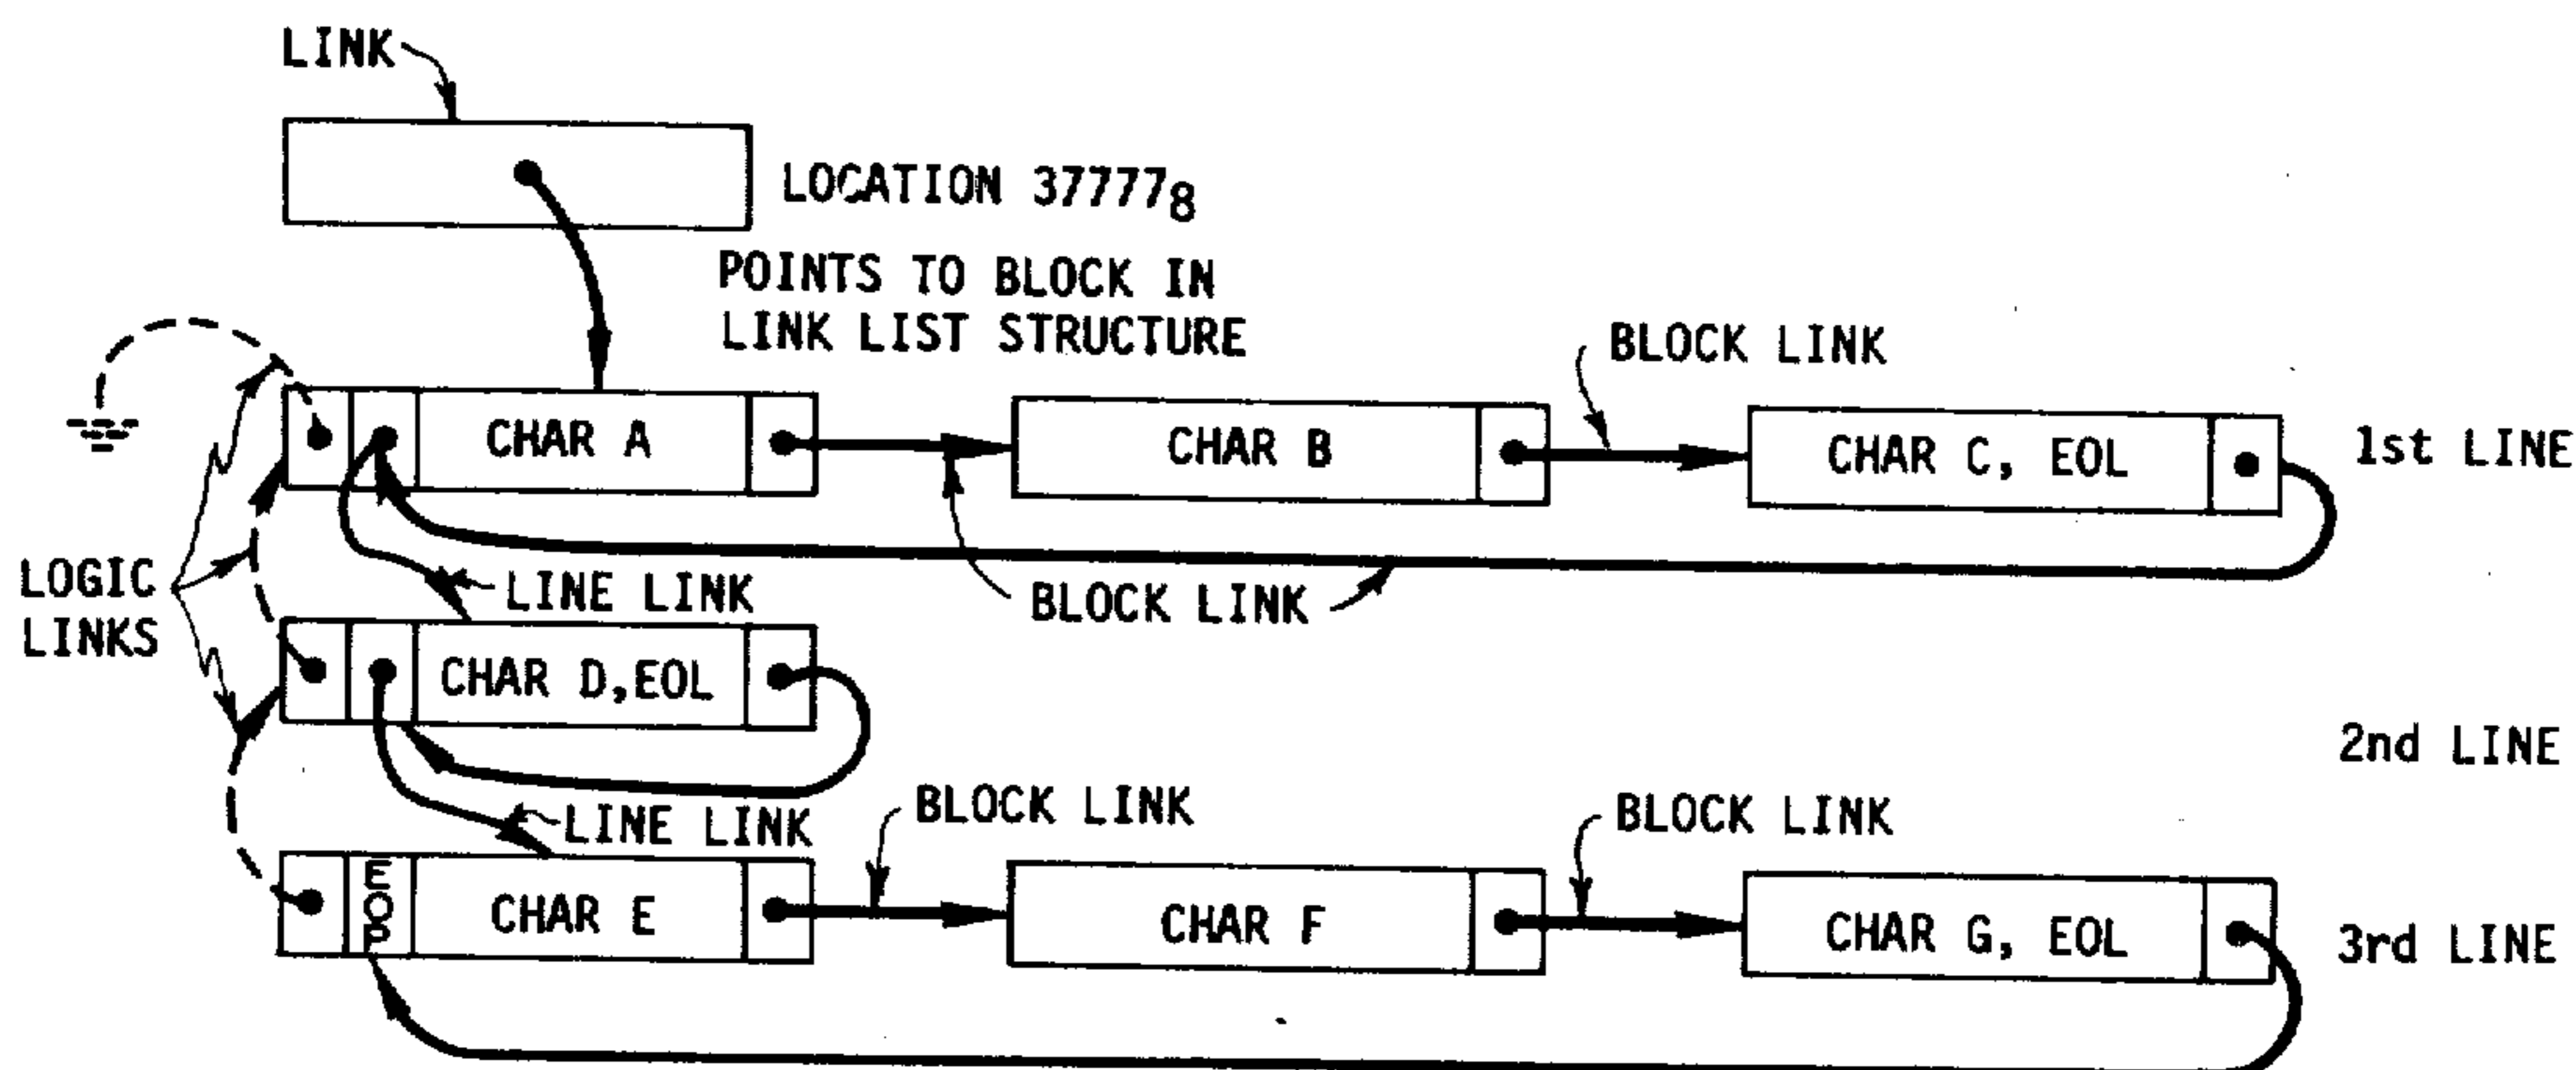 LINK
LOCATION 37777₈
POINTS TO BLOCK IN
LINK LIST STRUCTURE
BLOCK LINK
CHAR A
CHAR B
CHAR C, EOL
1st LINE
LOGIC
LINKS
LINE LINK
BLOCK LINK
CHAR D,EOL
2nd LINE
LINE LINK
BLOCK LINK
BLOCK LINK
EOP
CHAR E
CHAR F
CHAR G, EOL
3rd LINE